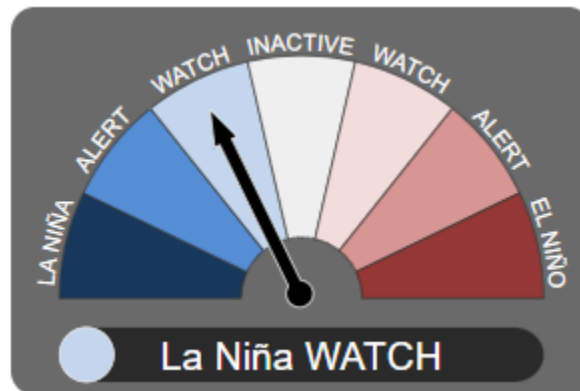 LA NIÑA
ALERT
WATCH
INACTIVE
WATCH
ALERT
EL NIÑO
La Niña WATCH